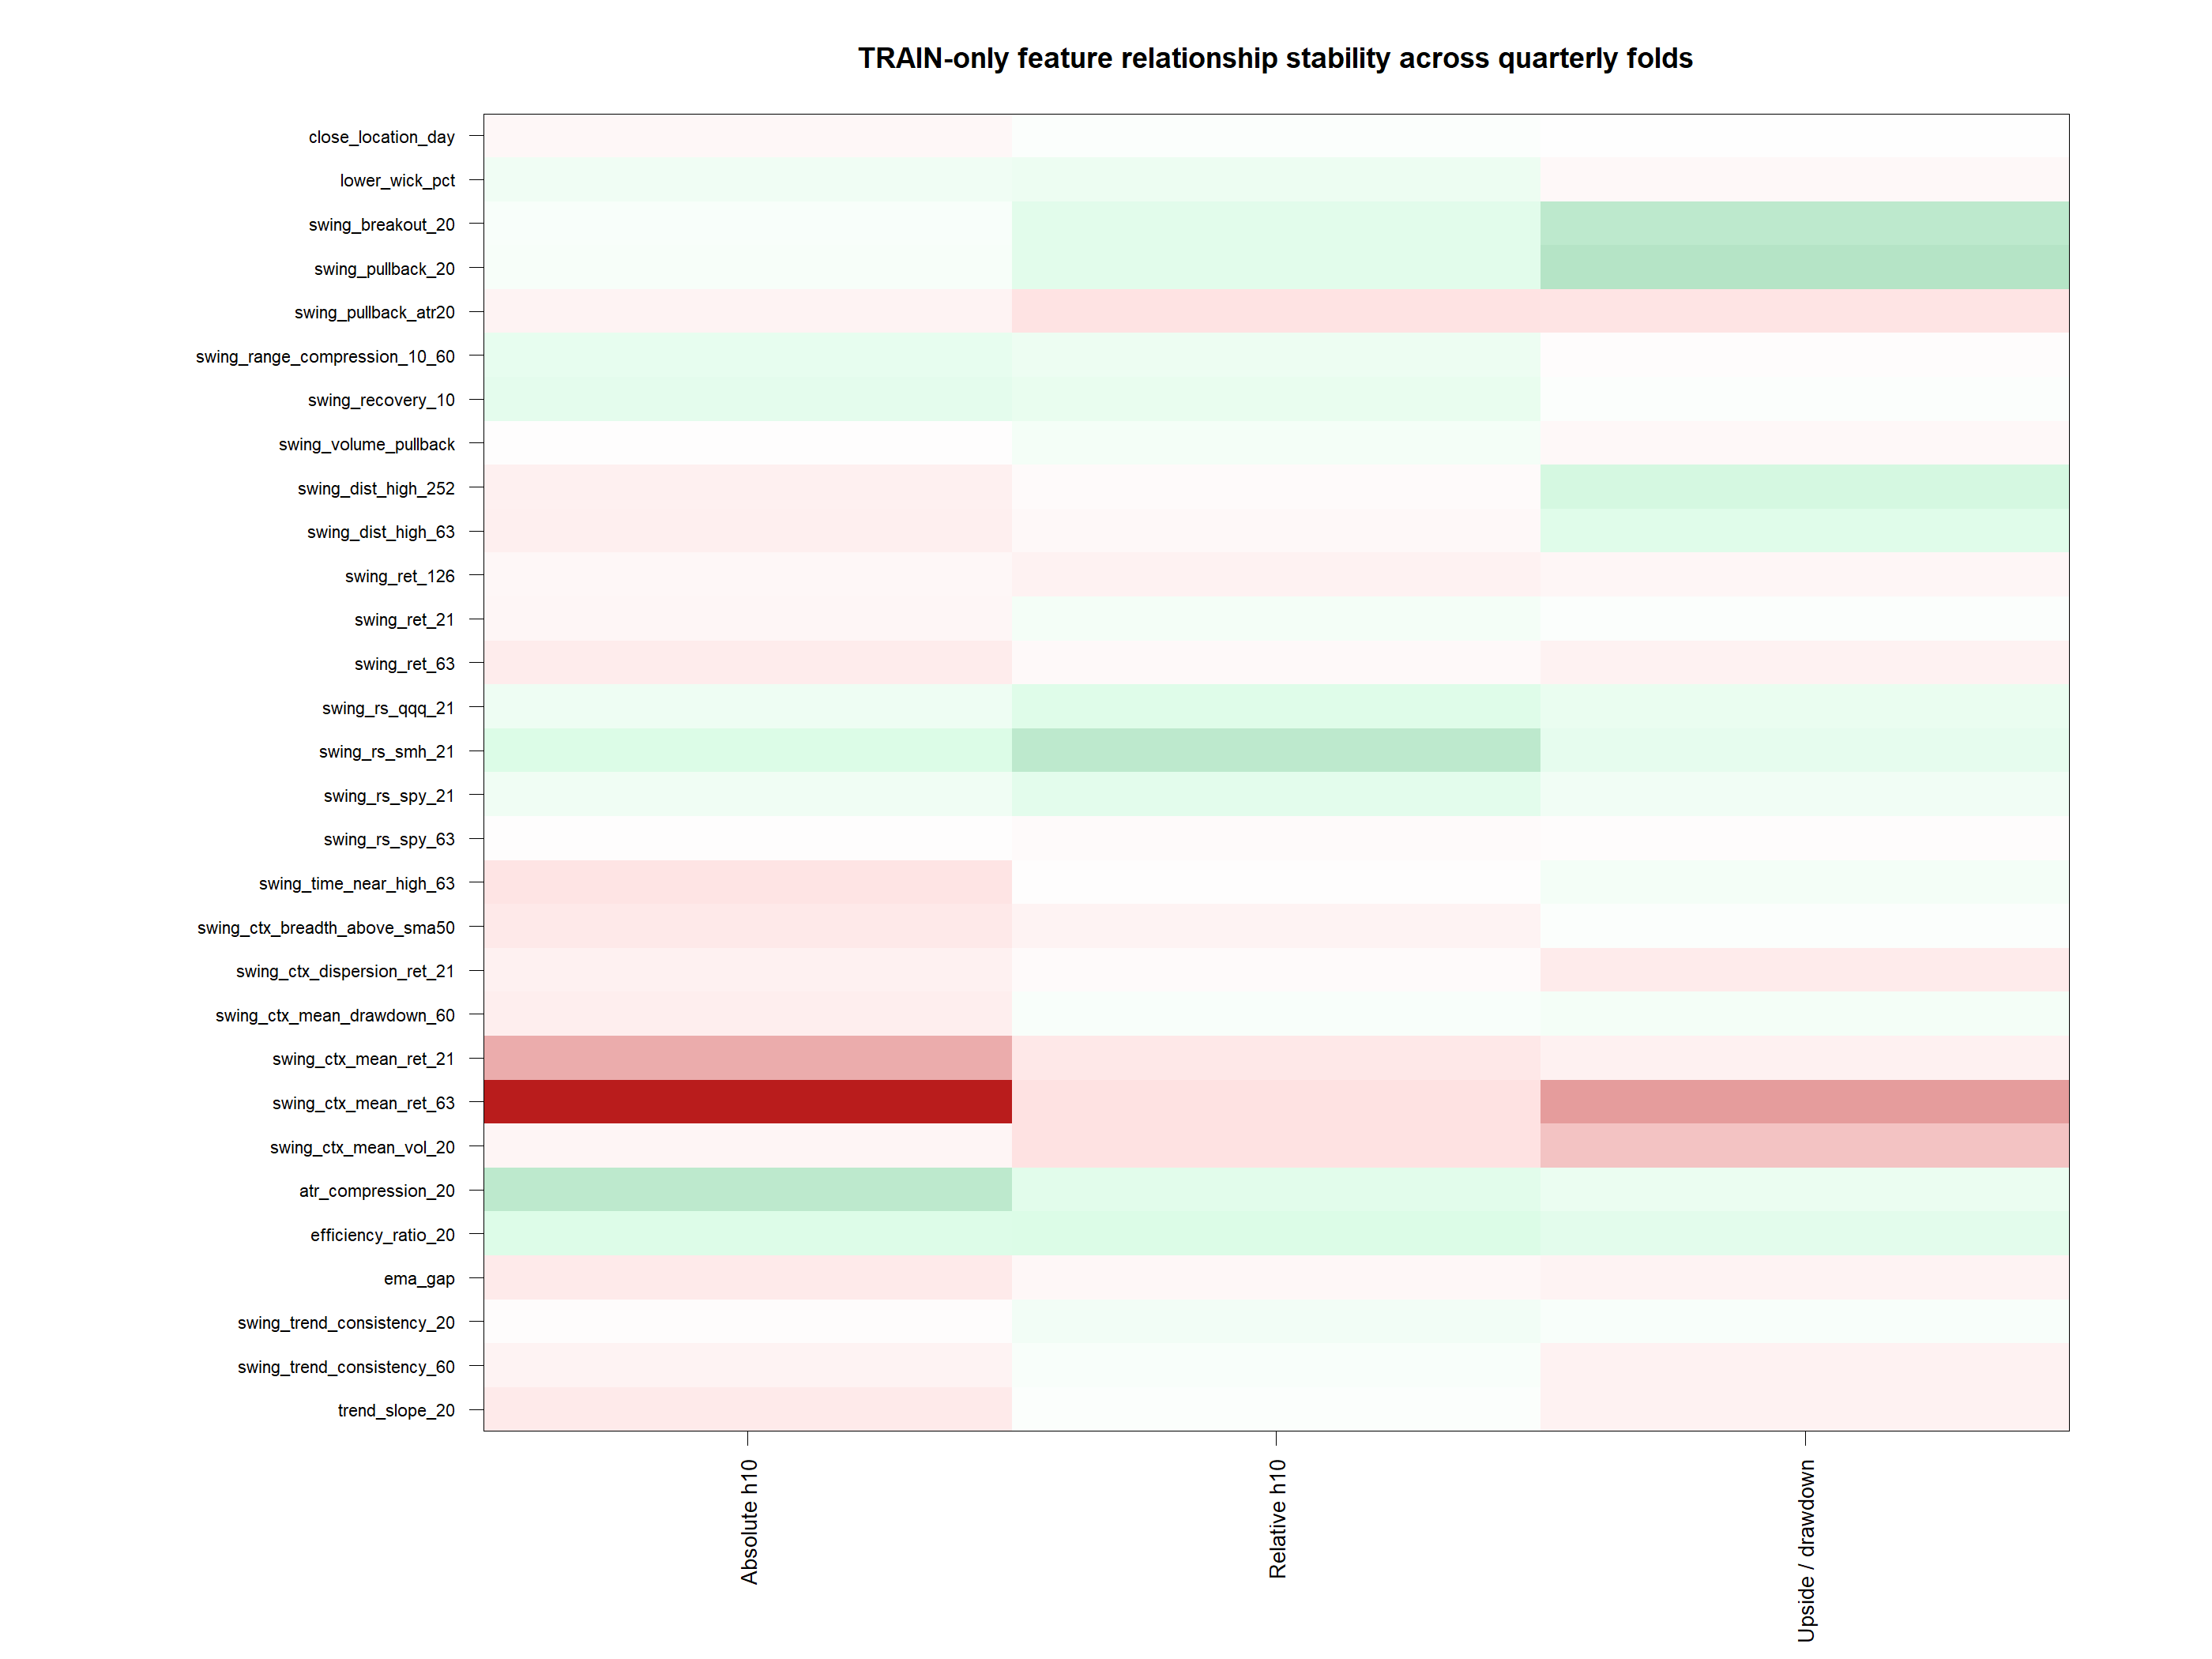 TRAIN-only feature relationship stability across quarterly folds
close_location_day
lower_wick_pct
swing_breakout_20
swing_pullback_20
swing_pullback_atr20
swing_range_compression_10_60
swing_recovery_10
swing_volume_pullback
swing_dist_high_252
swing_dist_high_63
swing_ret_126
swing_ret_21
swing_ret_63
swing_rs_qqq_21
swing_rs_smh_21
swing_rs_spy_21
swing_rs_spy_63
swing_time_near_high_63
swing_ctx_breadth_above_sma50
swing_ctx_dispersion_ret_21
swing_ctx_mean_drawdown_60
swing_ctx_mean_ret_21
swing_ctx_mean_ret_63
swing_ctx_mean_vol_20
atr_compression_20
efficiency_ratio_20
ema_gap
swing_trend_consistency_20
swing_trend_consistency_60
trend_slope_20
Absolute h10
Relative h10
Upside / drawdown